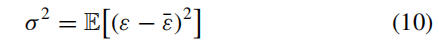 σ² = 𝔼[(ε − ε̄)²] (10)